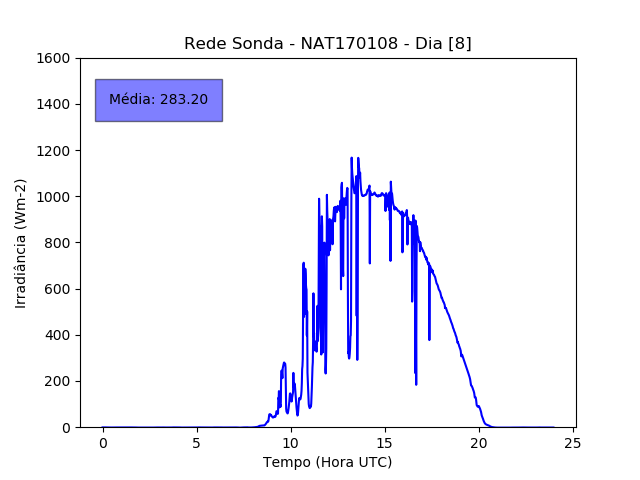 Rede Sonda - NAT170108 - Dia [8]
1600
1400
1200
1000
800
600
400
200
0
Média: 283.20
Irradiância (Wm-2)
0 5 10 15 20 25
Tempo (Hora UTC)